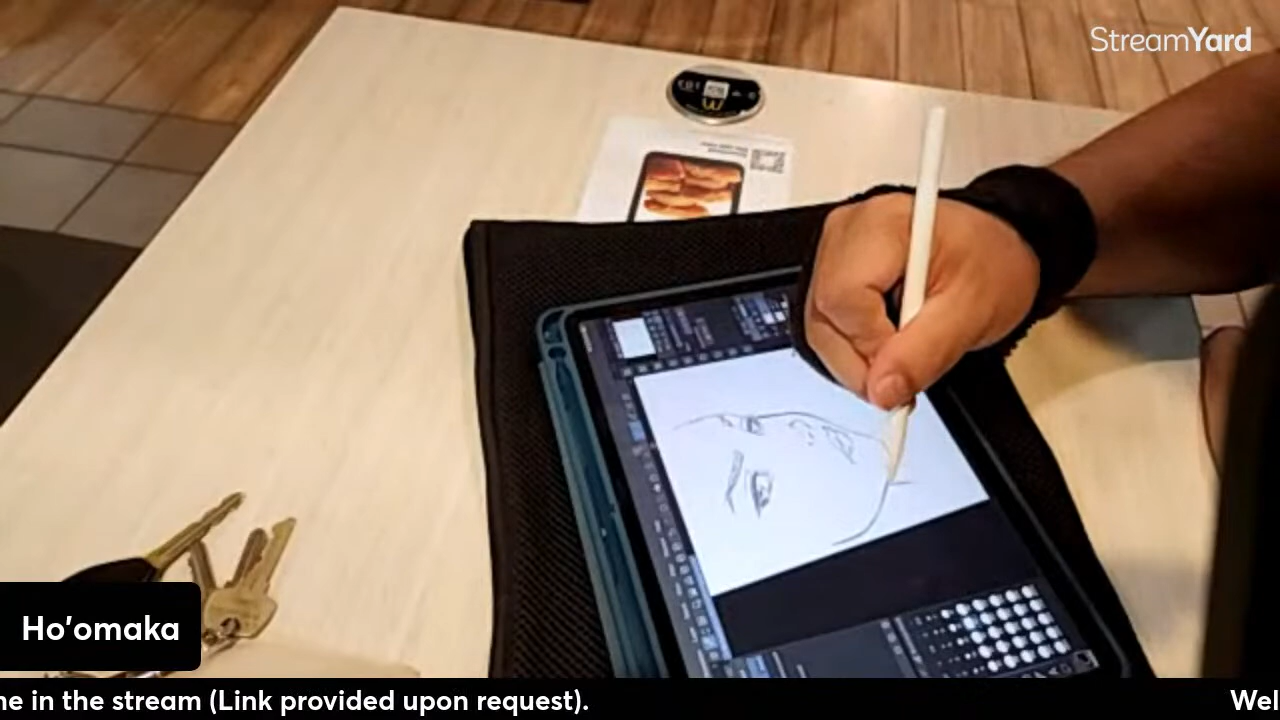 StreamYard
Ho'omaka
ne in the stream (Link provided upon request).
Wel